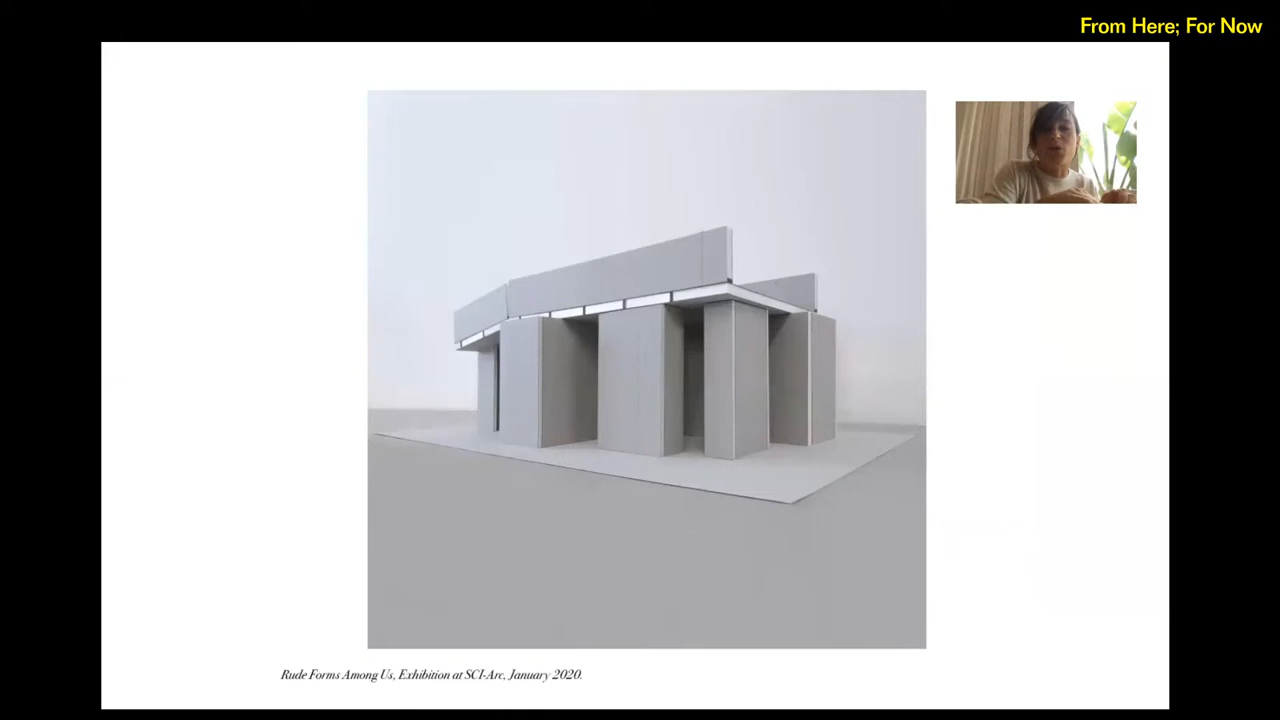 From Here; For Now
Rude Forms Among Us, Exhibition at SCI-Arc, January 2020.